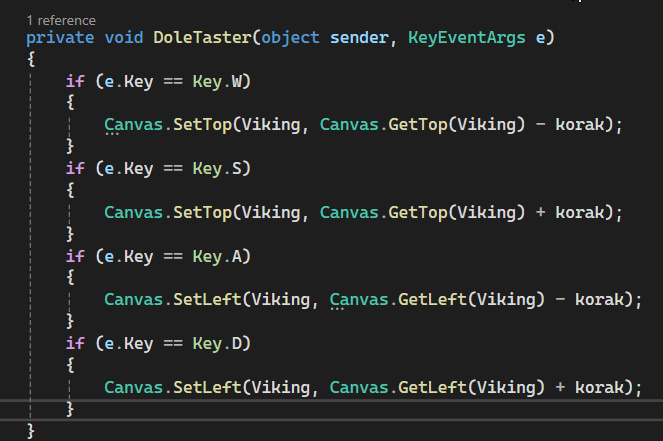 1 reference
private void DoleTaster(object sender, KeyEventArgs e)
{
    if (e.Key == Key.W)
    {
        Canvas.SetTop(Viking, Canvas.GetTop(Viking) - korak);
    }
    if (e.Key == Key.S)
    {
        Canvas.SetTop(Viking, Canvas.GetTop(Viking) + korak);
    }
    if (e.Key == Key.A)
    {
        Canvas.SetLeft(Viking, Canvas.GetLeft(Viking) - korak);
    }
    if (e.Key == Key.D)
    {
        Canvas.SetLeft(Viking, Canvas.GetLeft(Viking) + korak);
    }
}